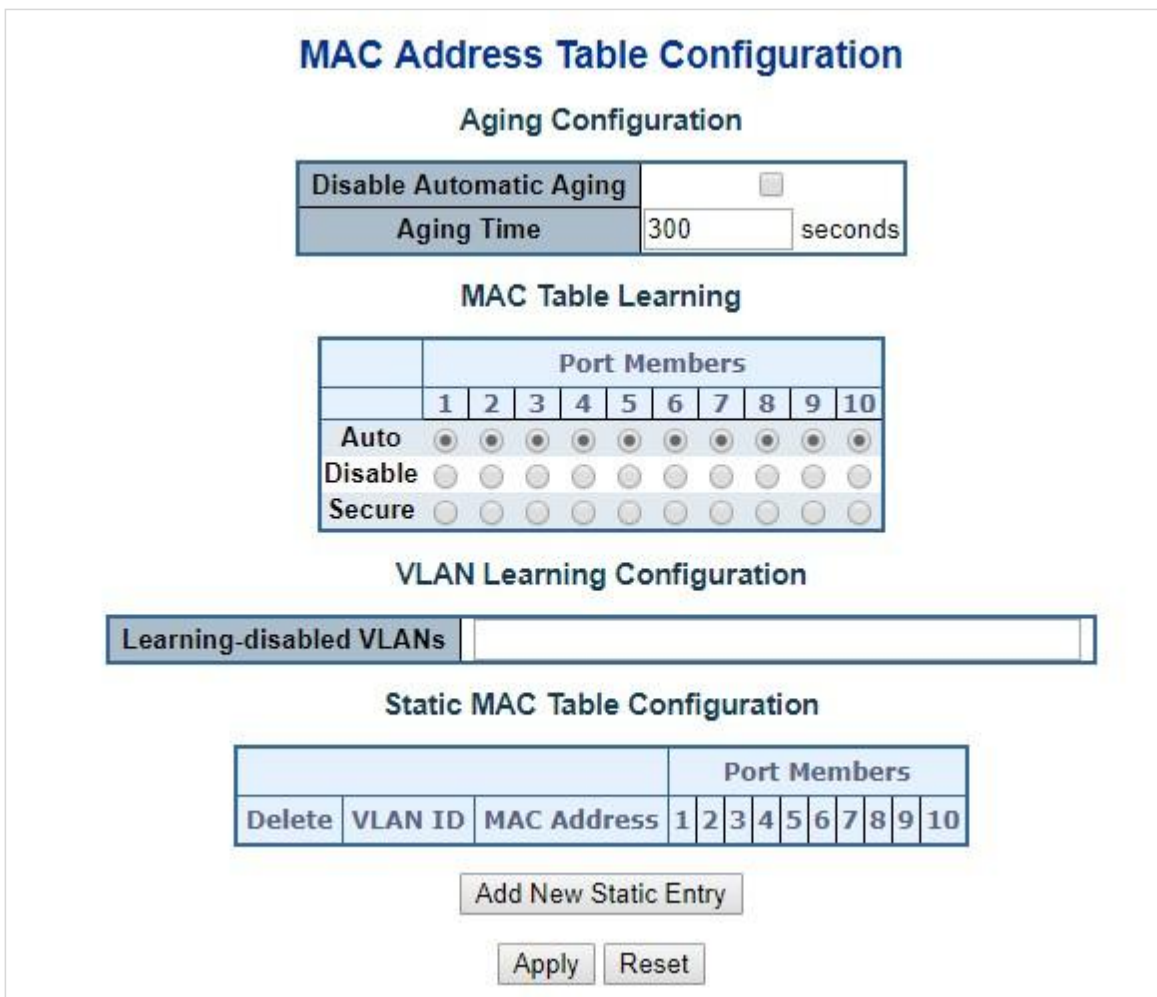 MAC Address Table Configuration
Aging Configuration
Disable Automatic Aging
Aging Time 300 seconds
MAC Table Learning
Port Members
1 2 3 4 5 6 7 8 9 10
Auto
Disable
Secure
VLAN Learning Configuration
Learning-disabled VLANs
Static MAC Table Configuration
Port Members
Delete VLAN ID MAC Address 1 2 3 4 5 6 7 8 9 10
Add New Static Entry
Apply Reset